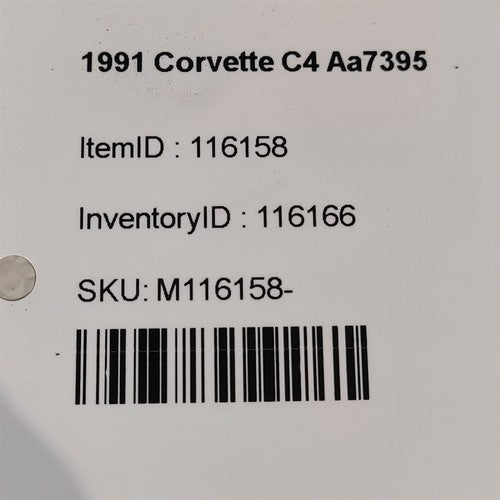 1991 Corvette C4 Aa7395
ItemID : 116158
InventoryID : 116166
SKU: M116158-